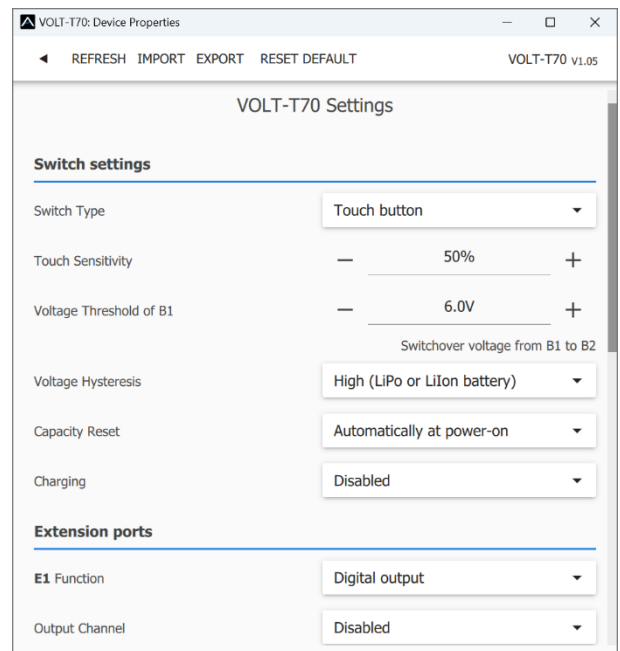 VOLT-T70: Device Properties
REFRESH IMPORT EXPORT RESET DEFAULT VOLT-T70 V1.05
VOLT-T70 Settings
Switch settings
Switch Type Touch button
Touch Sensitivity — 50% +
Voltage Threshold of B1 — 6.0V +
Switchover voltage from B1 to B2
Voltage Hysteresis High (LiPo or LiIon battery)
Capacity Reset Automatically at power-on
Charging Disabled
Extension ports
E1 Function Digital output
Output Channel Disabled